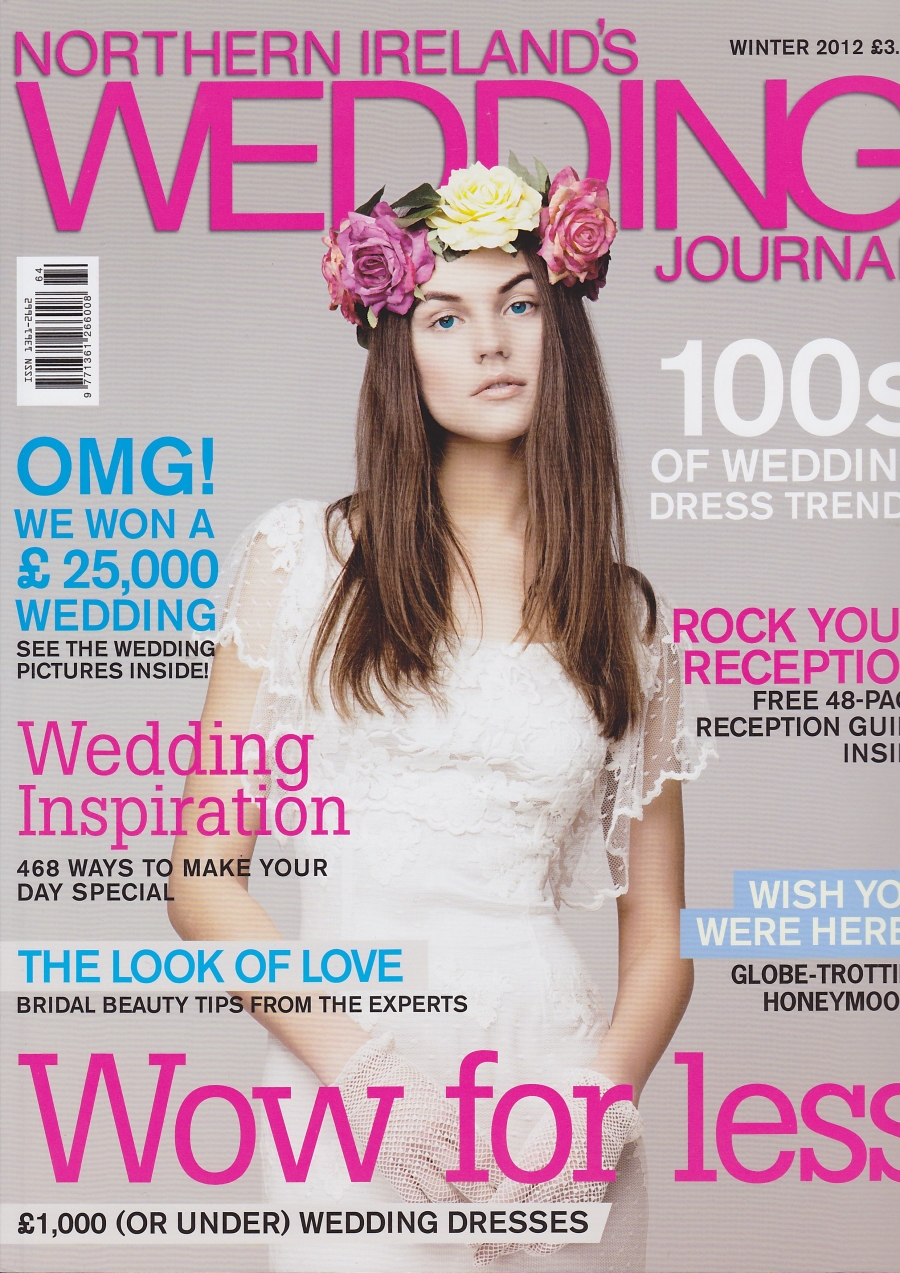 NORTHERN IRELAND'S
WINTER 2012 £3.
WEDDING
JOURNAL
64
ISSN 1361-2662
9 771361 266008
OMG!
WE WON A
£ 25,000
WEDDING
SEE THE WEDDING
PICTURES INSIDE!
Wedding
Inspiration
468 WAYS TO MAKE YOUR
DAY SPECIAL
THE LOOK OF LOVE
BRIDAL BEAUTY TIPS FROM THE EXPERTS
100s
OF WEDDIN
DRESS TREND
ROCK YOU
RECEPTIO
FREE 48-PAG
RECEPTION GUI
INSI
WISH YO
WERE HERE
GLOBE-TROTTI
HONEYMOO
Wow for less
£1,000 (OR UNDER) WEDDING DRESSES